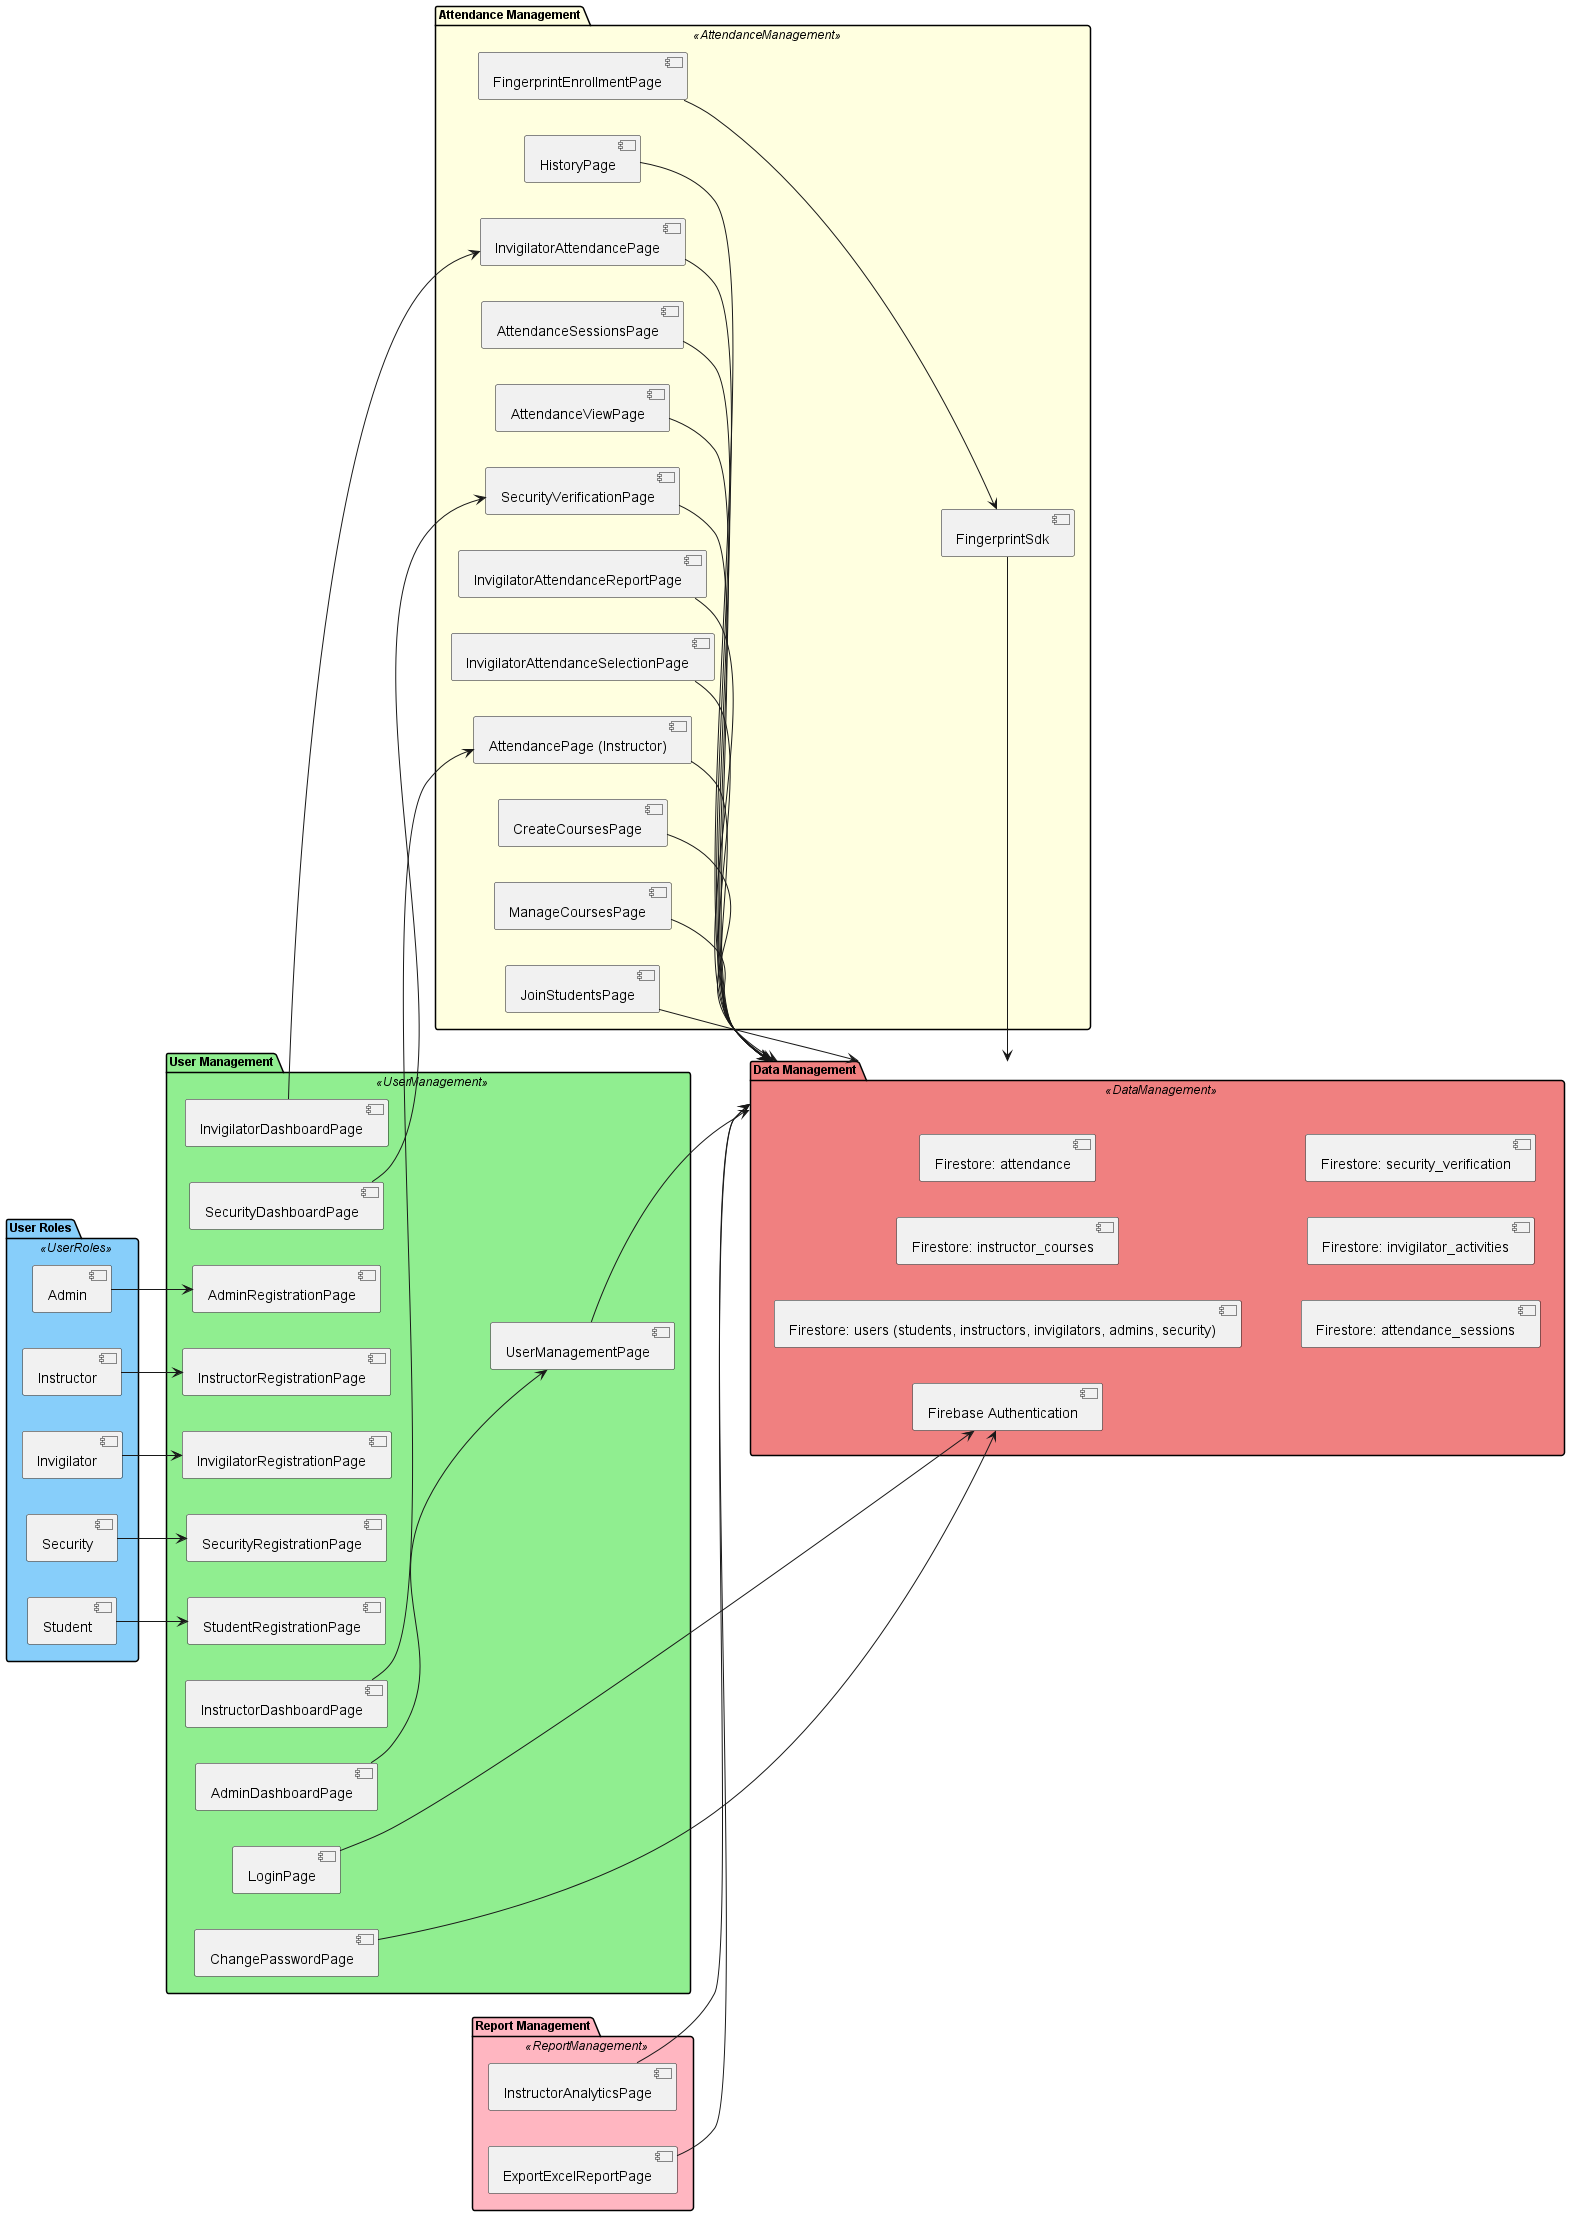 Attendance Management
«AttendanceManagement»
FingerprintEnrollmentPage
HistoryPage
InvigilatorAttendancePage
AttendanceSessionsPage
AttendanceViewPage
SecurityVerificationPage
FingerprintSdk
InvigilatorAttendanceReportPage
InvigilatorAttendanceSelectionPage
AttendancePage (Instructor)
CreateCoursesPage
ManageCoursesPage
JoinStudentsPage
User Management
«UserManagement»
InvigilatorDashboardPage
SecurityDashboardPage
AdminRegistrationPage
UserManagementPage
InstructorRegistrationPage
InvigilatorRegistrationPage
SecurityRegistrationPage
StudentRegistrationPage
InstructorDashboardPage
AdminDashboardPage
LoginPage
ChangePasswordPage
Data Management
«DataManagement»
Firestore: attendance
Firestore: security_verification
Firestore: instructor_courses
Firestore: invigilator_activities
Firestore: users (students, instructors, invigilators, admins, security)
Firestore: attendance_sessions
Firebase Authentication
User Roles
«UserRoles»
Admin
Instructor
Invigilator
Security
Student
Report Management
«ReportManagement»
InstructorAnalyticsPage
ExportExcelReportPage